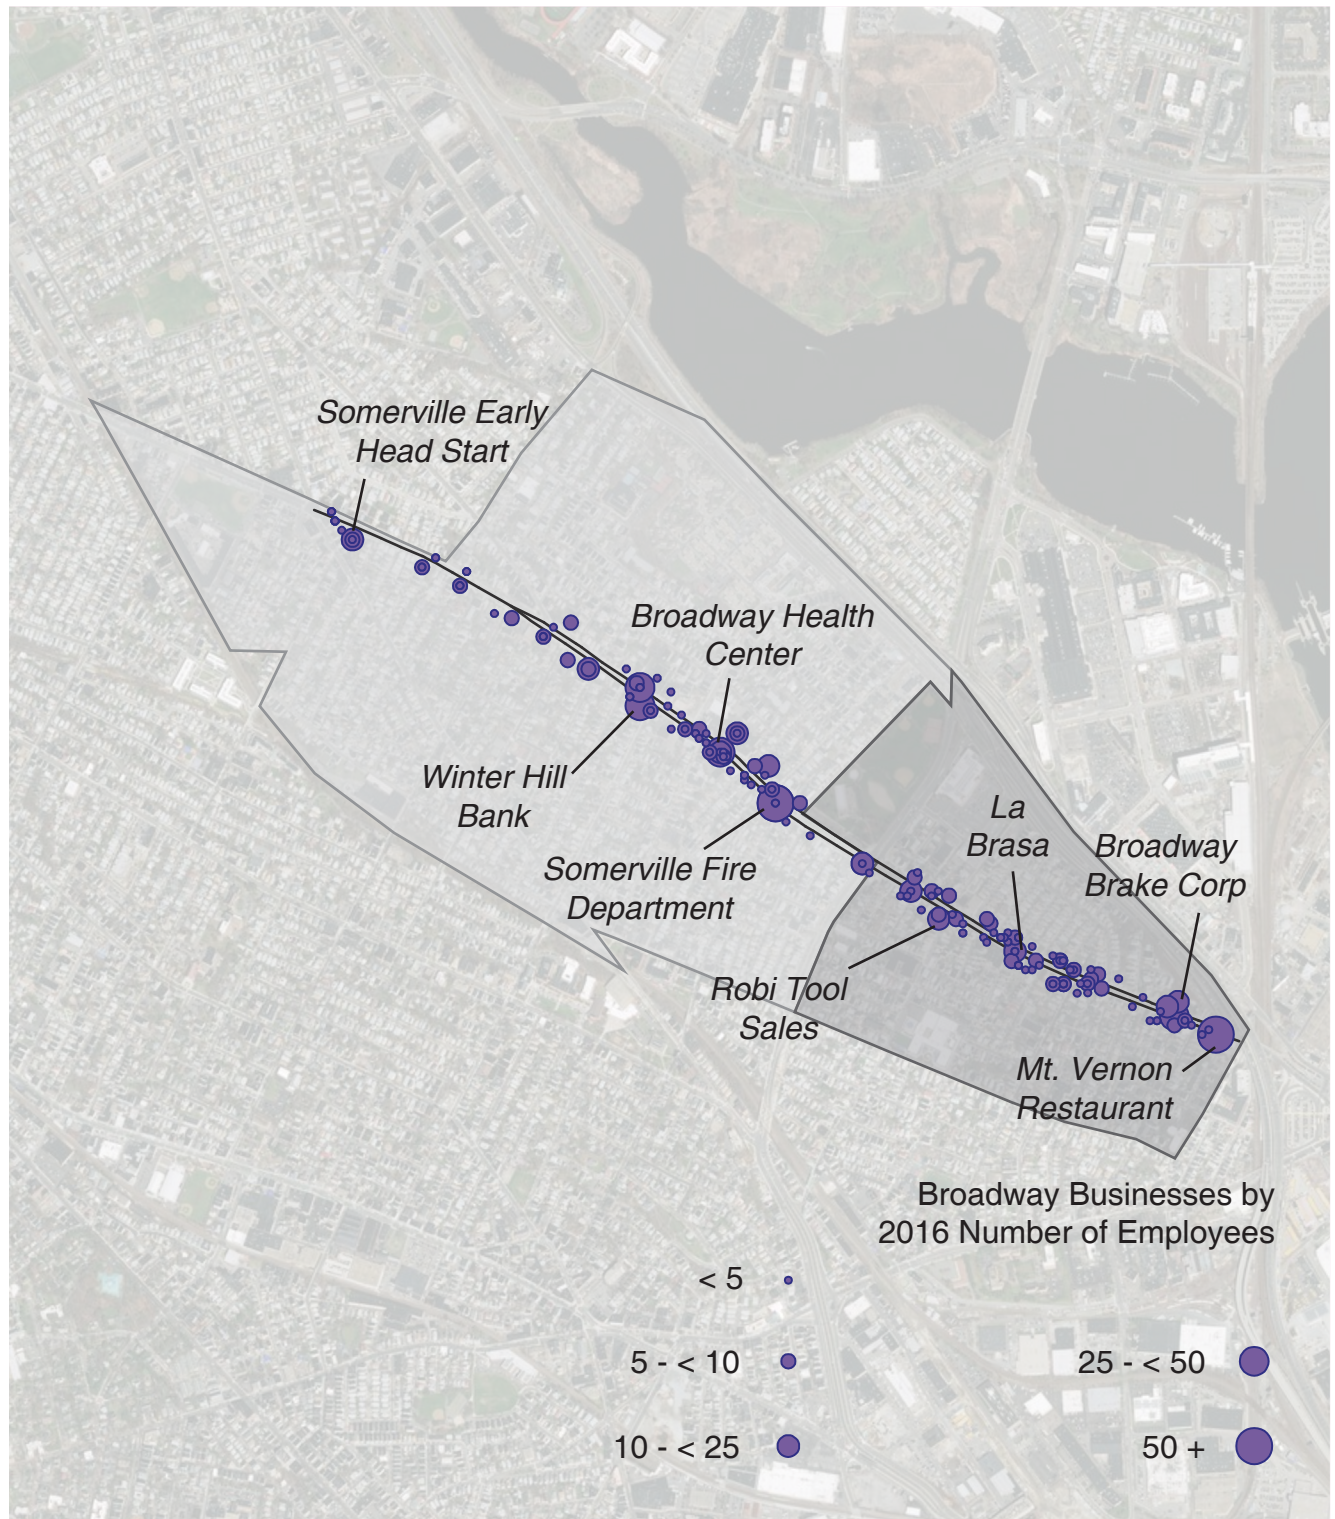 Somerville Early
Head Start
Broadway Health
Center
Winter Hill
Bank
La
Brasa
Broadway
Brake Corp
Somerville Fire
Department
Robi Tool
Sales
Mt. Vernon
Restaurant
Broadway Businesses by
2016 Number of Employees
< 5
5 - < 10
25 - < 50
10 - < 25
50 +